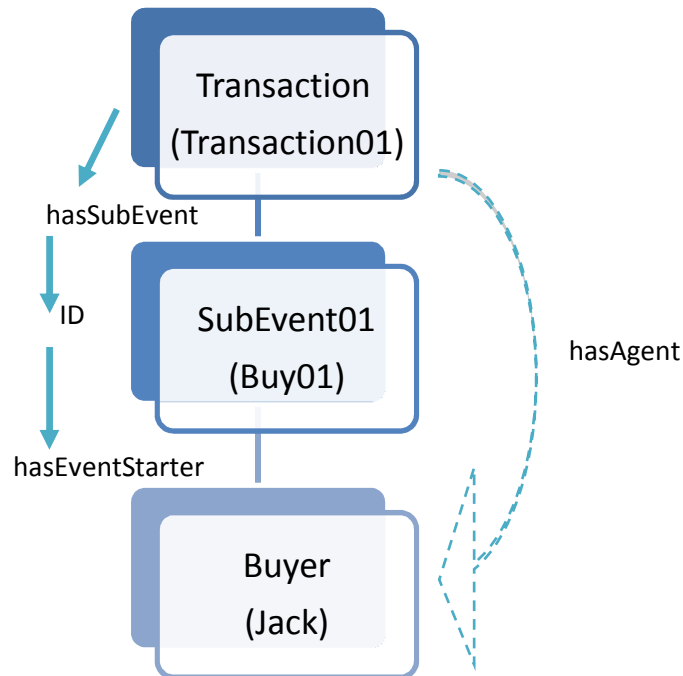 Transaction
(Transaction01)
hasSubEvent
ID
SubEvent01
(Buy01)
hasAgent
hasEventStarter
Buyer
(Jack)